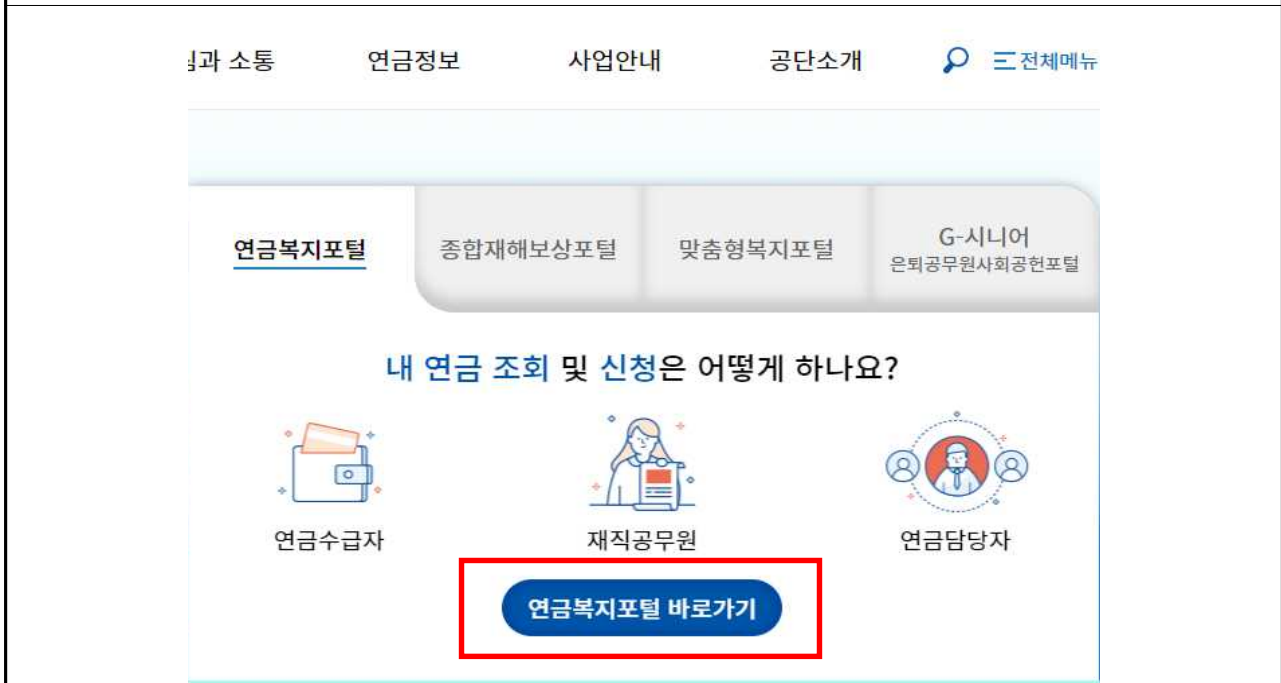 과 소통 연금정보 사업안내 공단소개 전체메뉴
연금복지포털 종합재해보상포털 맞춤형복지포털 G-시니어
은퇴공무원사회공헌포털
내 연금 조회 및 신청은 어떻게 하나요?
연금수급자 재직공무원 연금담당자
연금복지포털 바로가기